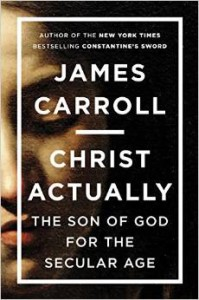 AUTHOR OF THE NEW YORK TIMES
BESTSELLING CONSTANTINE'S SWORD
JAMES
CARROLL
CHRIST
ACTUALLY
THE SON OF GOD
FOR THE
SECULAR AGE